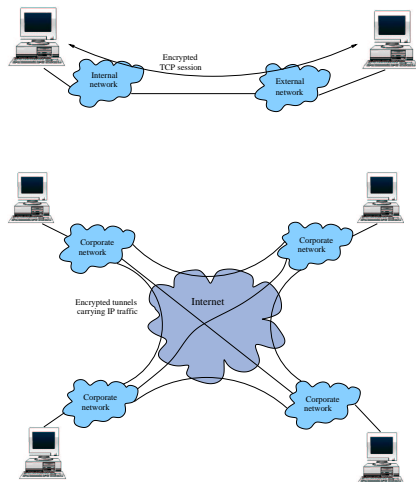 Encrypted
TCP session
Internal
network
External
network
Corporate
network
Corporate
network
Encrypted tunnels
carrying IP traffic
Internet
Corporate
network
Corporate
network